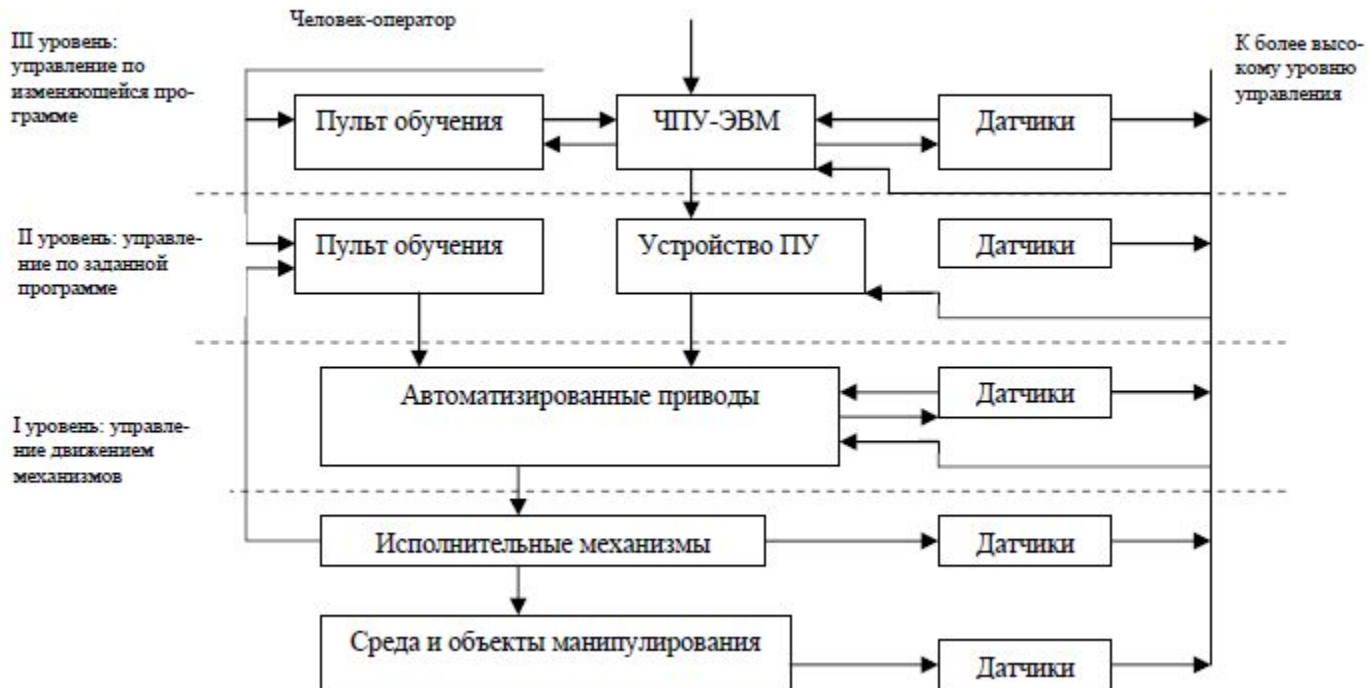 Человек-оператор
III уровень:
управление по
изменяющейся про-
грамме
К более высо-
кому уровню
управления
Пульт обучения
ЧПУ-ЭВМ
Датчики
II уровень: управле-
ние по заданной
программе
Пульт обучения
Устройство ПУ
Датчики
I уровень: управле-
ние движением
механизмов
Автоматизированные приводы
Датчики
Исполнительные механизмы
Датчики
Среда и объекты манипулирования
Датчики